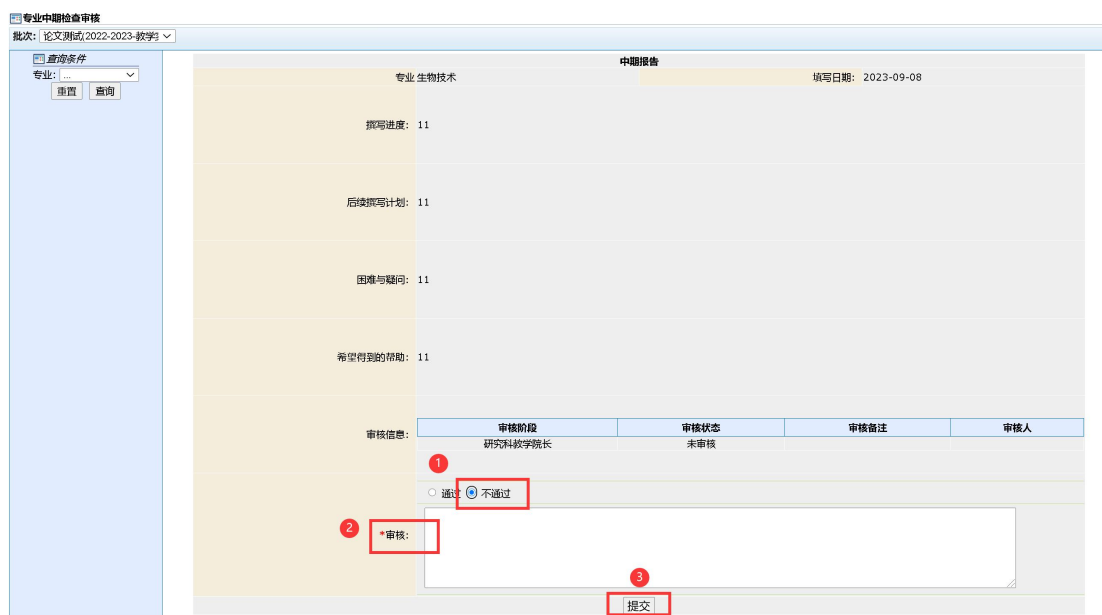 专业中期检查审核
批次: 论文测试(2022-2023-教学
查询条件
专业: ...
重置 查询
中期报告
专业 生物技术 填写日期: 2023-09-08
撰写进度: 11
后续撰写计划: 11
困难与疑问: 11
希望得到的帮助: 11
审核信息:
审核阶段 审核状态 审核备注 审核人
研究科教学院长 未审核
1
通过 不通过
2
*审核:
3
提交